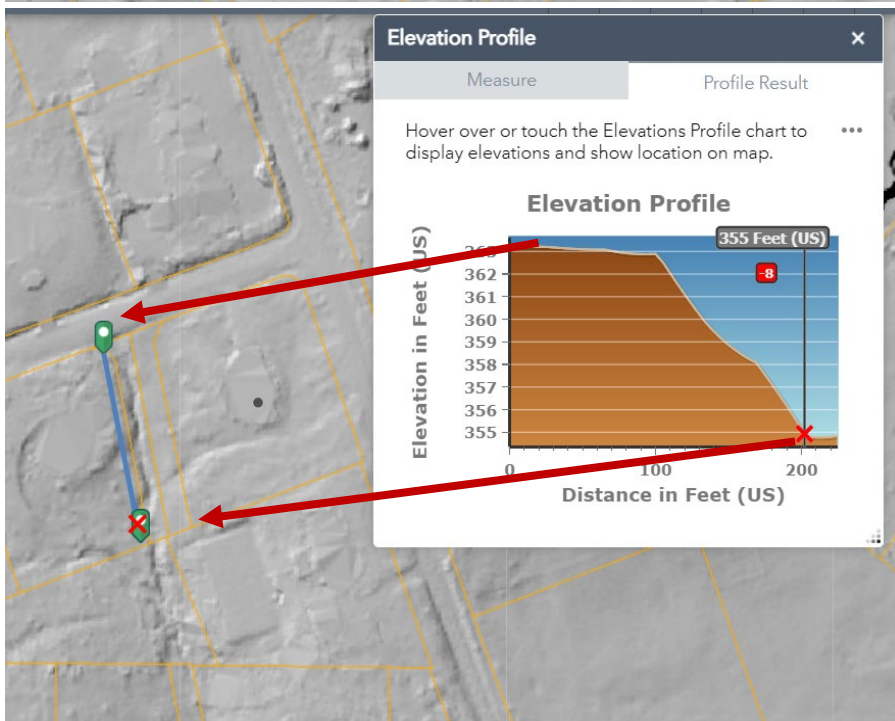 Elevation Profile ×
Measure
Profile Result
Hover over or touch the Elevations Profile chart to
display elevations and show location on map.
Elevation Profile
355 Feet (US)
-8
Elevation in Feet (US)
363
362
361
360
359
358
357
356
355
0 100 200
Distance in Feet (US)